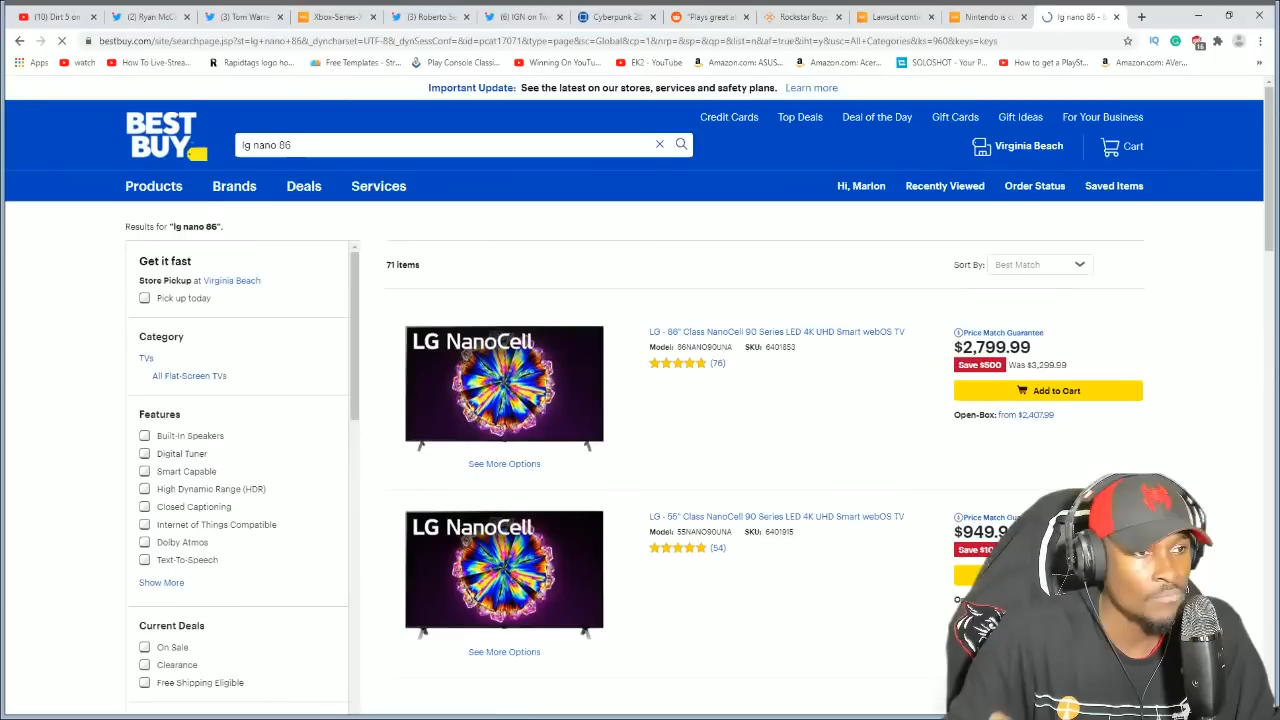 (10) Dirt 5 on
(2) Ryan McC
(3) Tom Warre
Xbox-Series-X
(3) Roberto Se
(6) IGN on Tw
Cyberpunk 20
"Plays great a
Rockstar Buys
Lawsuit conti
Nintendo is co
lg nano 86 - B
bestbuy.com/site/searchpage.jsp?st=lg+nano+86&_dyncharset=UTF-8&_dynSessConf=&id=pcat17071&type=page&sc=Global&cp=1&nrp=&sp=&qp=&list=n&af=true&iht=y&usc=All+Categories&ks=960&keys=keys
Apps
watch
How To Live-Strea...
Rapidtags logo ho...
Free Templates - Str...
Play Console Classi...
Winning On YouTu...
EK2 - YouTube
Amazon.com: ASUS...
Amazon.com: Acer...
SOLOSHOT - Your P...
How to get a PlaySt...
Amazon.com: AVer...
»
Important Update: See the latest on our stores, services and safety plans. Learn more
BEST BUY
Credit Cards Top Deals Deal of the Day Gift Cards Gift Ideas For Your Business
lg nano 86
Virginia Beach
Cart
Products Brands Deals Services
Hi, Marlon Recently Viewed Order Status Saved Items
Results for "lg nano 86".
Get it fast
Store Pickup at Virginia Beach
Pick up today
Category
TVs
All Flat-Screen TVs
Features
Built-In Speakers
Digital Tuner
Smart Capable
High Dynamic Range (HDR)
Closed Captioning
Internet of Things Compatible
Dolby Atmos
Text-To-Speech
Show More
Current Deals
On Sale
Clearance
Free Shipping Eligible
71 items
Sort By: Best Match
LG NanoCell
See More Options
LG - 86" Class NanoCell 90 Series LED 4K UHD Smart webOS TV
Model: 86NANO90UNA SKU: 6401853
(76)
Price Match Guarantee
$2,799.99
Save $500 Was $3,299.99
Add to Cart
Open-Box: from $2,407.99
LG NanoCell
See More Options
LG - 55" Class NanoCell 90 Series LED 4K UHD Smart webOS TV
Model: 55NANO90UNA SKU: 6401915
(54)
Price Match Gua
$949.9
Save $10